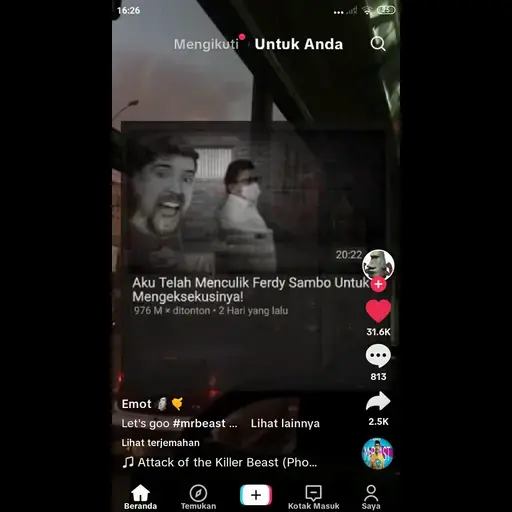 16:26
Mengikuti
Untuk Anda
20:22
Aku Telah Menculik Ferdy Sambo Untuk
Mengeksekusinya!
976 M × ditonton • 2 Hari yang lalu
31.6K
813
2.5K
Emot 🗿🤙
Let's goo #mrbeast ... Lihat lainnya
Lihat terjemahan
Attack of the Killer Beast (Pho...
Beranda
Temukan
Kotak Masuk
Saya